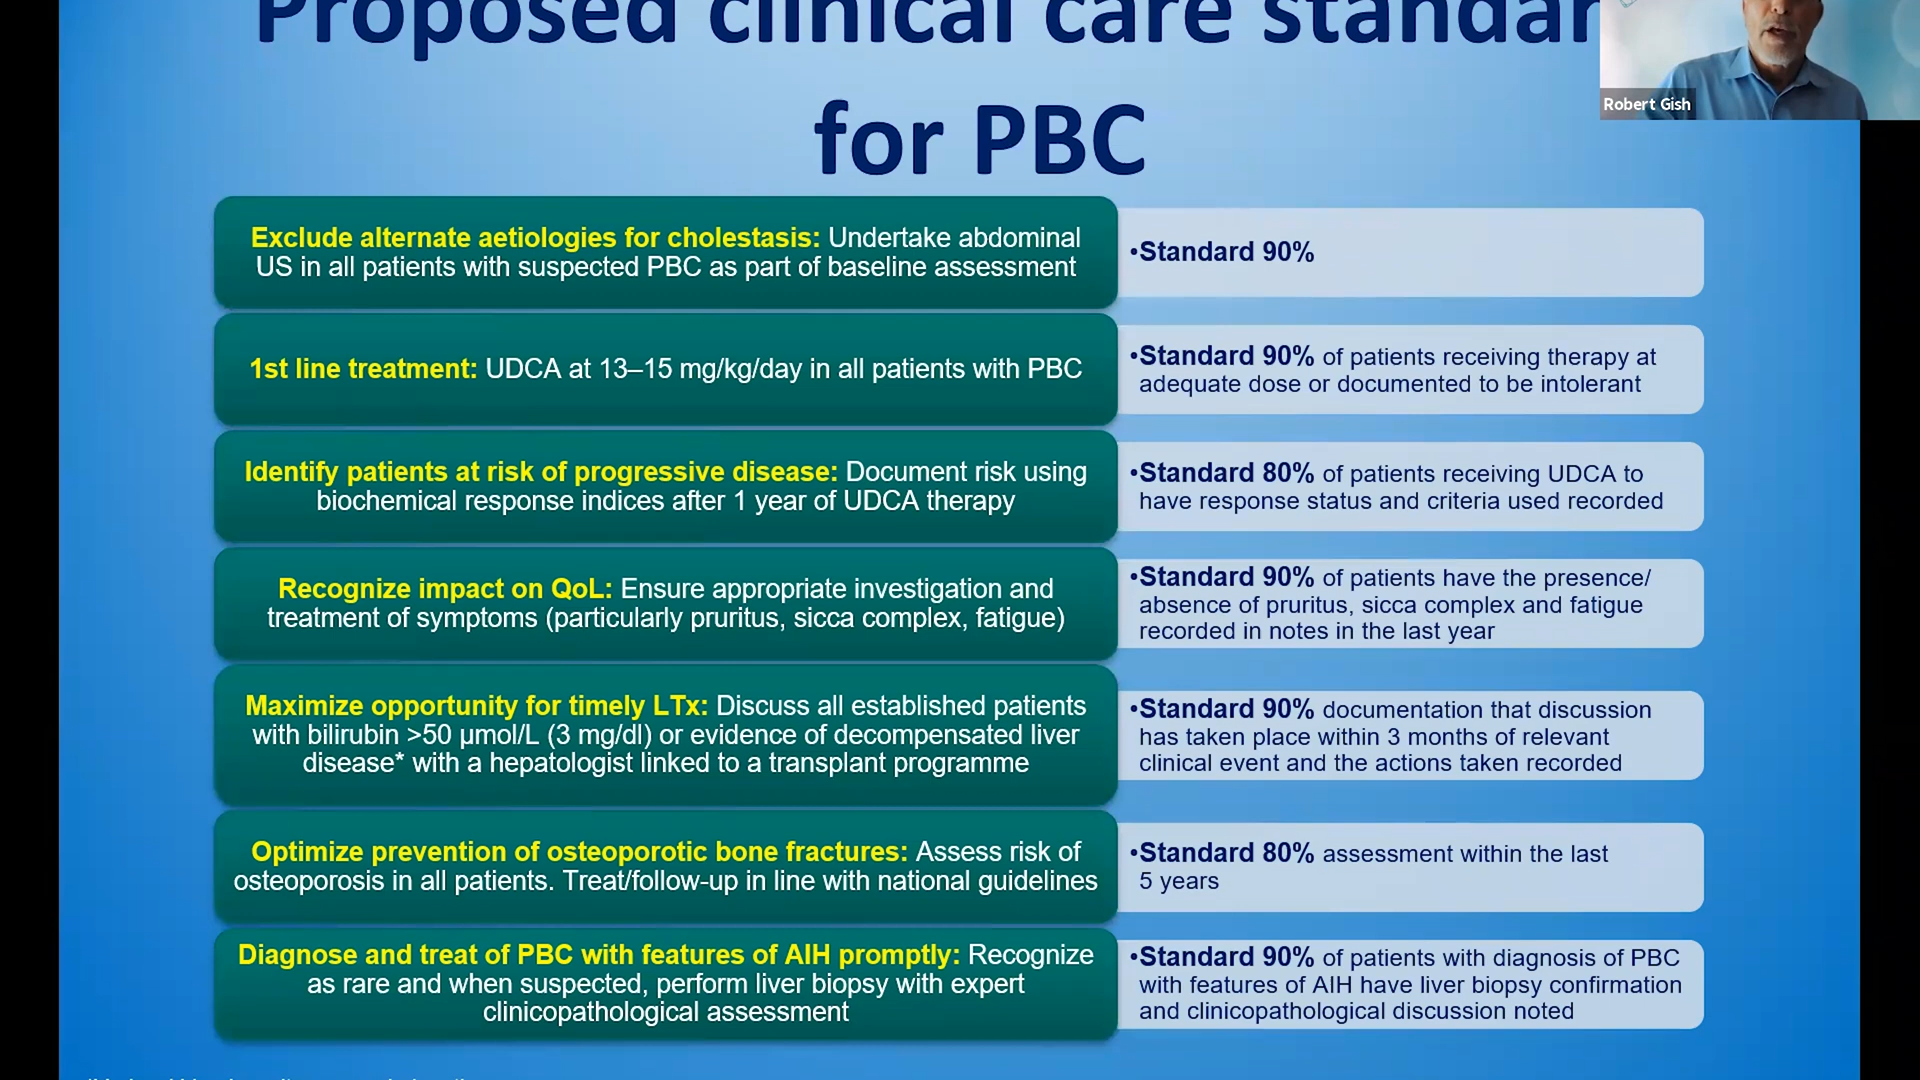 Proposed clinical care standar
for PBC
Robert Gish
Exclude alternate aetiologies for cholestasis: Undertake abdominal
US in all patients with suspected PBC as part of baseline assessment
•Standard 90%
1st line treatment: UDCA at 13–15 mg/kg/day in all patients with PBC
•Standard 90% of patients receiving therapy at
adequate dose or documented to be intolerant
Identify patients at risk of progressive disease: Document risk using
biochemical response indices after 1 year of UDCA therapy
•Standard 80% of patients receiving UDCA to
have response status and criteria used recorded
Recognize impact on QoL: Ensure appropriate investigation and
treatment of symptoms (particularly pruritus, sicca complex, fatigue)
•Standard 90% of patients have the presence/
absence of pruritus, sicca complex and fatigue
recorded in notes in the last year
Maximize opportunity for timely LTx: Discuss all established patients
with bilirubin >50 μmol/L (3 mg/dl) or evidence of decompensated liver
disease* with a hepatologist linked to a transplant programme
•Standard 90% documentation that discussion
has taken place within 3 months of relevant
clinical event and the actions taken recorded
Optimize prevention of osteoporotic bone fractures: Assess risk of
osteoporosis in all patients. Treat/follow-up in line with national guidelines
•Standard 80% assessment within the last
5 years
Diagnose and treat of PBC with features of AIH promptly: Recognize
as rare and when suspected, perform liver biopsy with expert
clinicopathological assessment
•Standard 90% of patients with diagnosis of PBC
with features of AIH have liver biopsy confirmation
and clinicopathological discussion noted